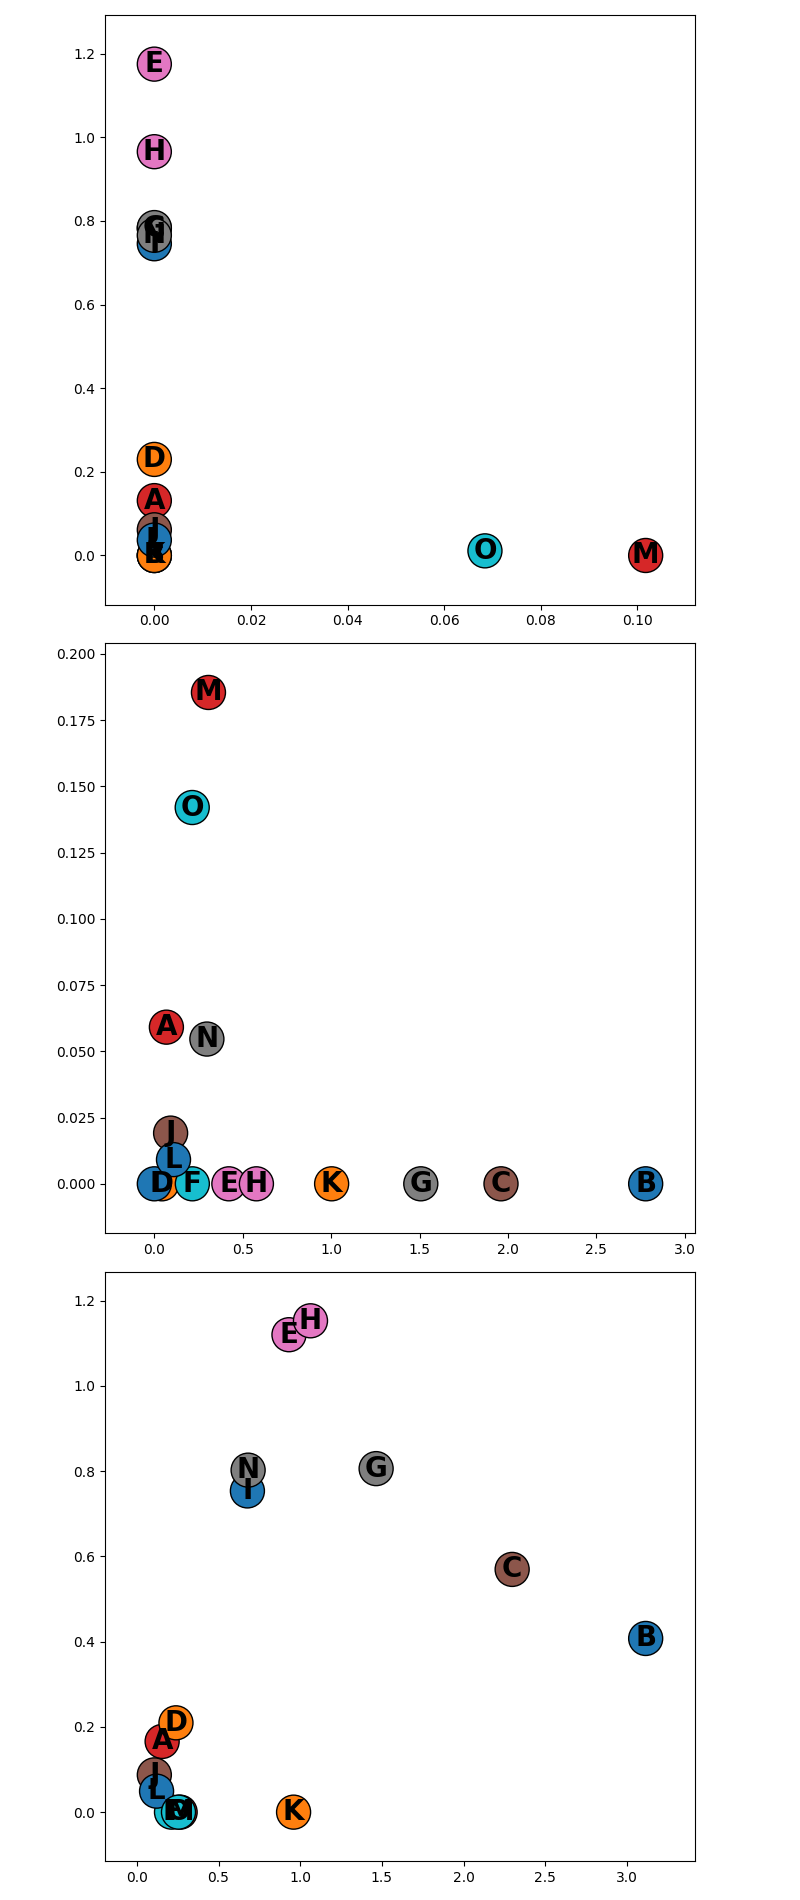 1.2
E
1.0
H
0.8
G
N
I
0.6
0.4
0.2
D
A
J
0.0
K
O
M
0.00 0.02 0.04 0.06 0.08 0.10
0.200
M
0.175
0.150
O
0.125
0.100
0.075
A
N
0.050
0.025
J
L
0.000
D F E H K G C B
0.0 0.5 1.0 1.5 2.0 2.5 3.0
1.2
H
E
1.0
0.8
N G
I
0.6
C
0.4
B
0.2
D
A
J
L
0.0
M K
0.0 0.5 1.0 1.5 2.0 2.5 3.0